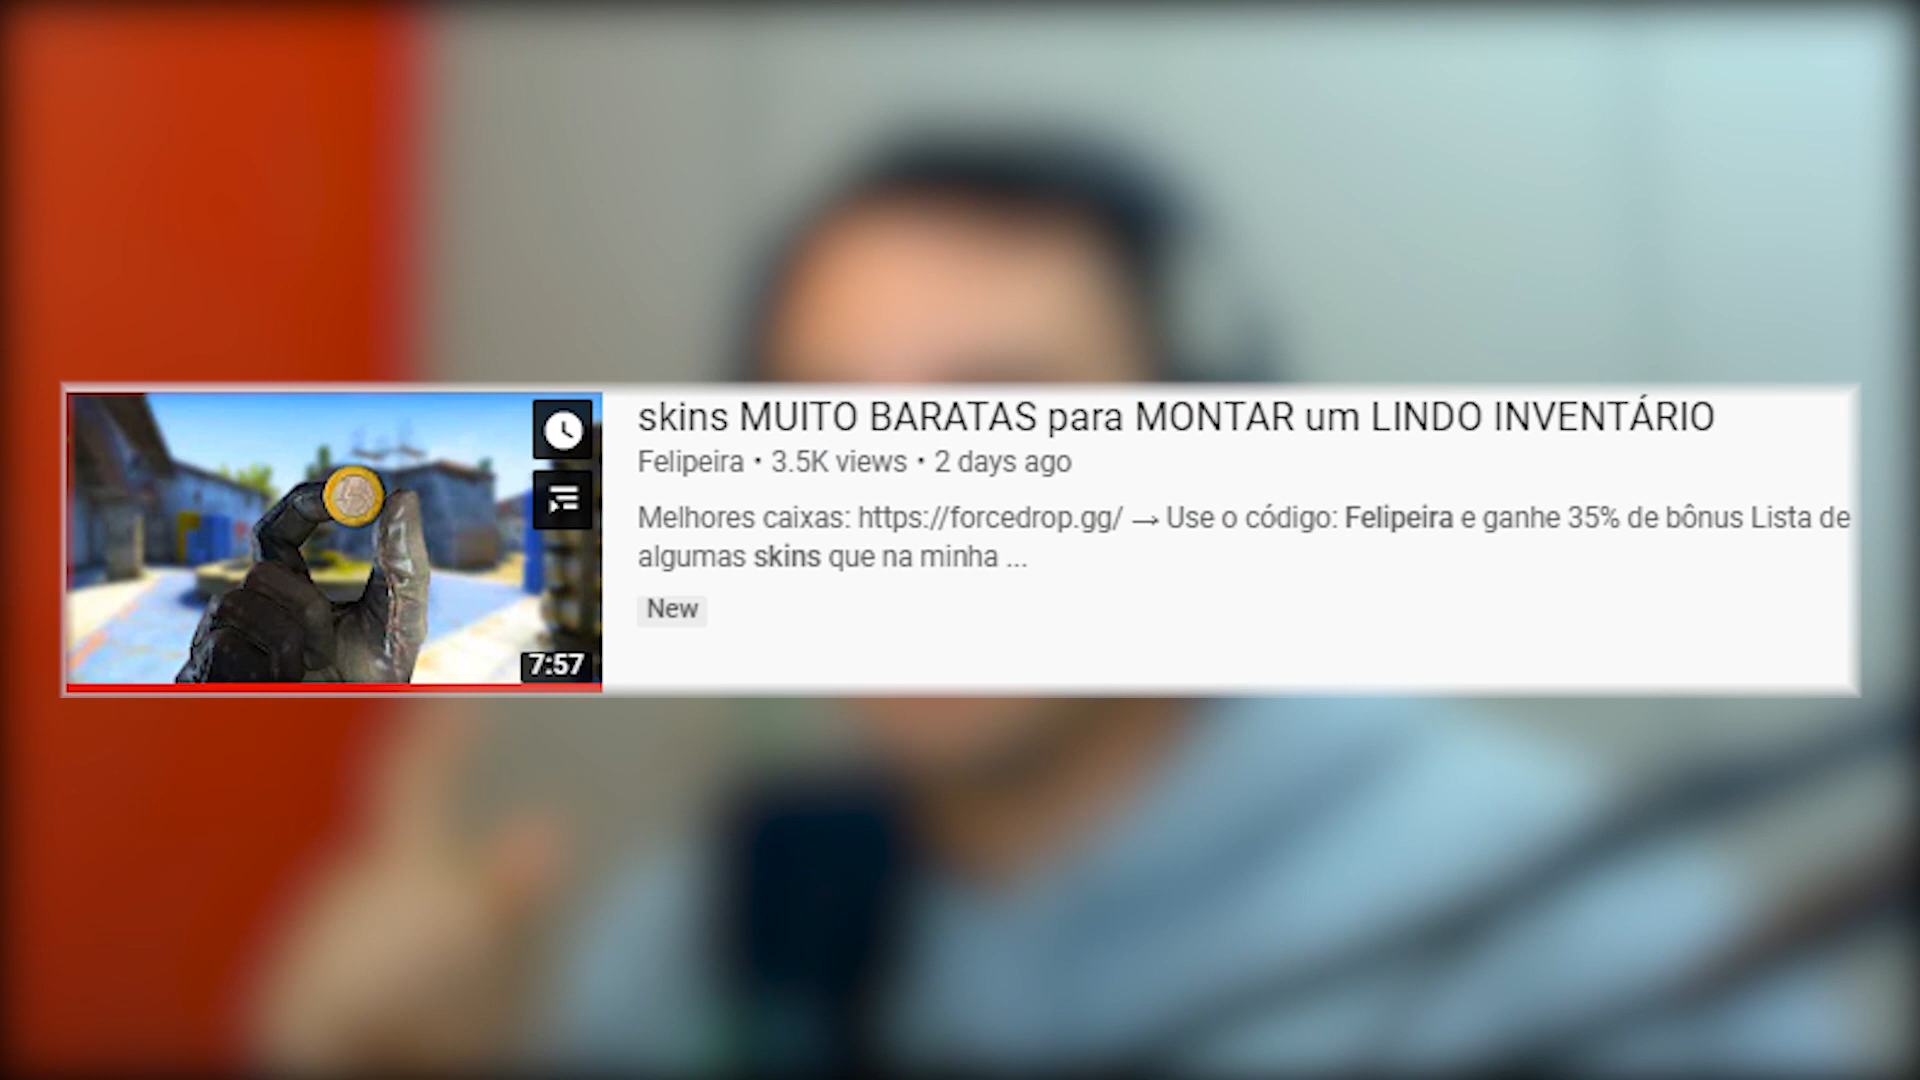 skins MUITO BARATAS para MONTAR um LINDO INVENTÁRIO
Felipeira • 3.5K views • 2 days ago
Melhores caixas: https://forcedrop.gg/ → Use o código: Felipeira e ganhe 35% de bônus Lista de
algumas skins que na minha ...
New
7:57